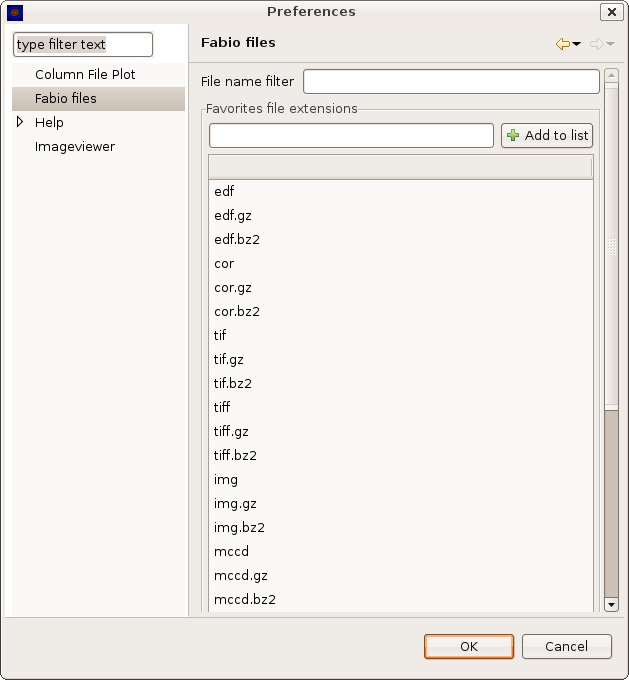 Preferences
type filter text
Column File Plot
Fabio files
Help
Imageviewer
Fabio files
File name filter
Favorites file extensions
Add to list
edf
edf.gz
edf.bz2
cor
cor.gz
cor.bz2
tif
tif.gz
tif.bz2
tiff
tiff.gz
tiff.bz2
img
img.gz
img.bz2
mccd
mccd.gz
mccd.bz2
OK
Cancel